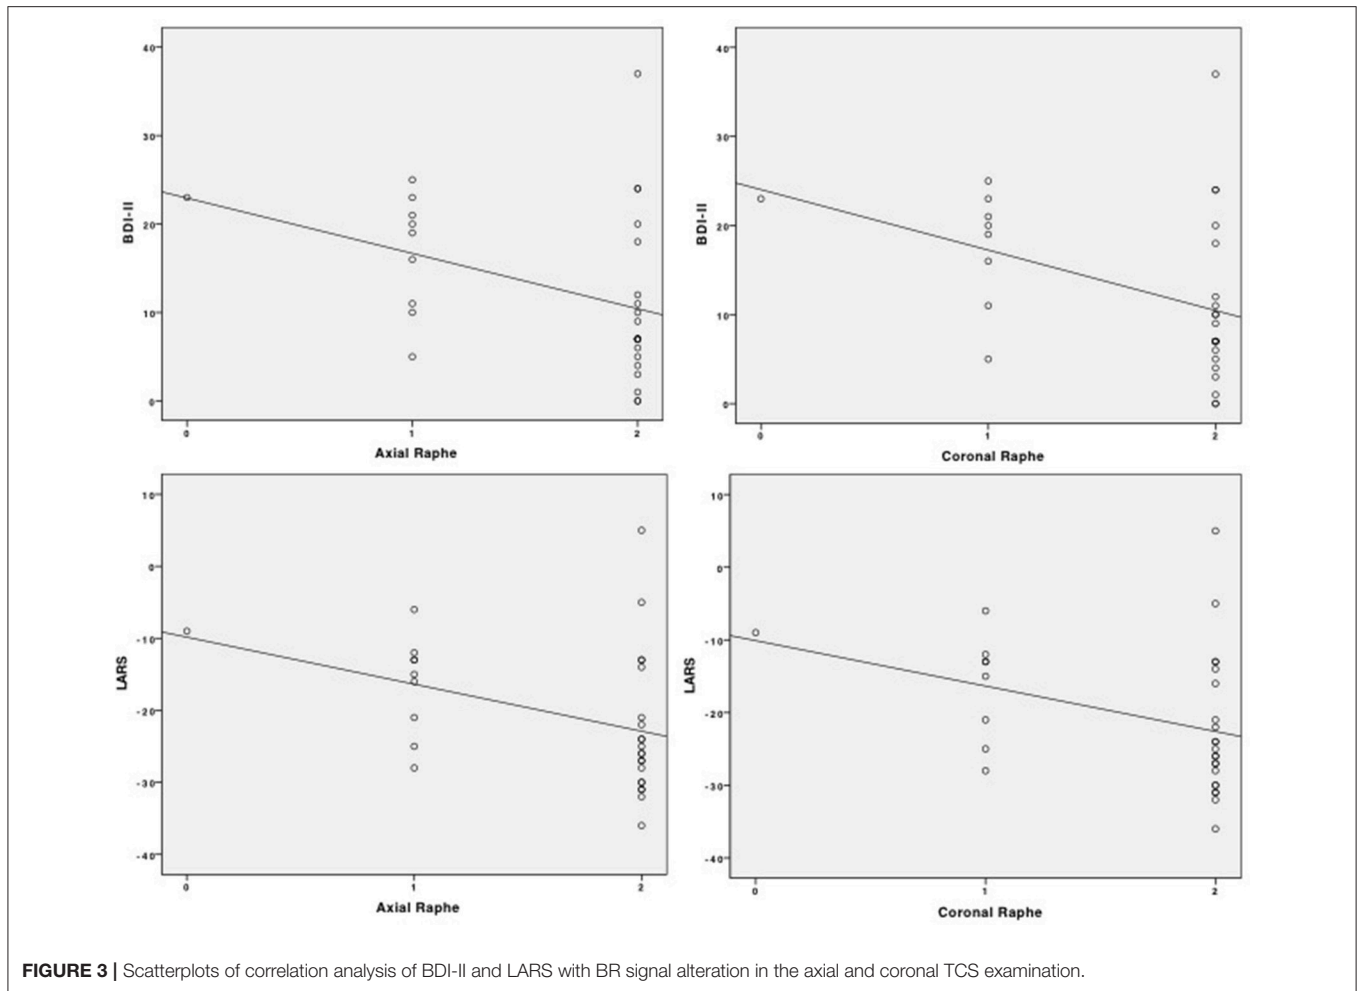 40
30
20
10
0
BDI-II
0 1 2
Axial Raphe
40
30
20
10
0
BDI-II
0 1 2
Coronal Raphe
10
0
-10
-20
-30
-40
LARS
0 1 2
Axial Raphe
10
0
-10
-20
-30
-40
LARS
0 1 2
Coronal Raphe
FIGURE 3 | Scatterplots of correlation analysis of BDI-II and LARS with BR signal alteration in the axial and coronal TCS examination.